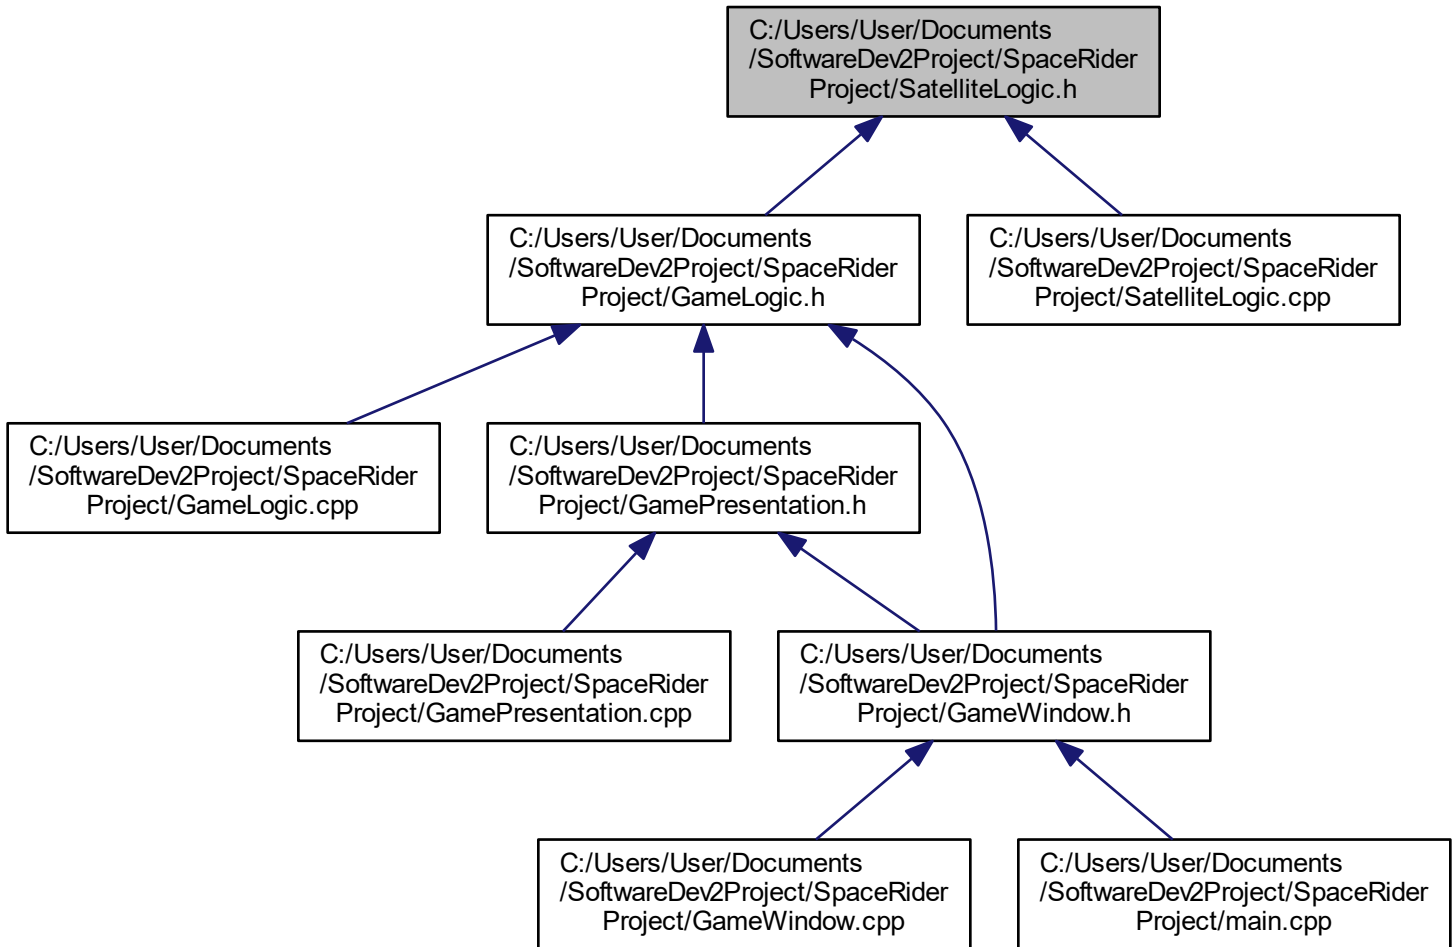 C:/Users/User/Documents
/SoftwareDev2Project/SpaceRider
Project/SatelliteLogic.h
C:/Users/User/Documents
/SoftwareDev2Project/SpaceRider
Project/GameLogic.h
C:/Users/User/Documents
/SoftwareDev2Project/SpaceRider
Project/SatelliteLogic.cpp
C:/Users/User/Documents
/SoftwareDev2Project/SpaceRider
Project/GameLogic.cpp
C:/Users/User/Documents
/SoftwareDev2Project/SpaceRider
Project/GamePresentation.h
C:/Users/User/Documents
/SoftwareDev2Project/SpaceRider
Project/GamePresentation.cpp
C:/Users/User/Documents
/SoftwareDev2Project/SpaceRider
Project/GameWindow.h
C:/Users/User/Documents
/SoftwareDev2Project/SpaceRider
Project/GameWindow.cpp
C:/Users/User/Documents
/SoftwareDev2Project/SpaceRider
Project/main.cpp